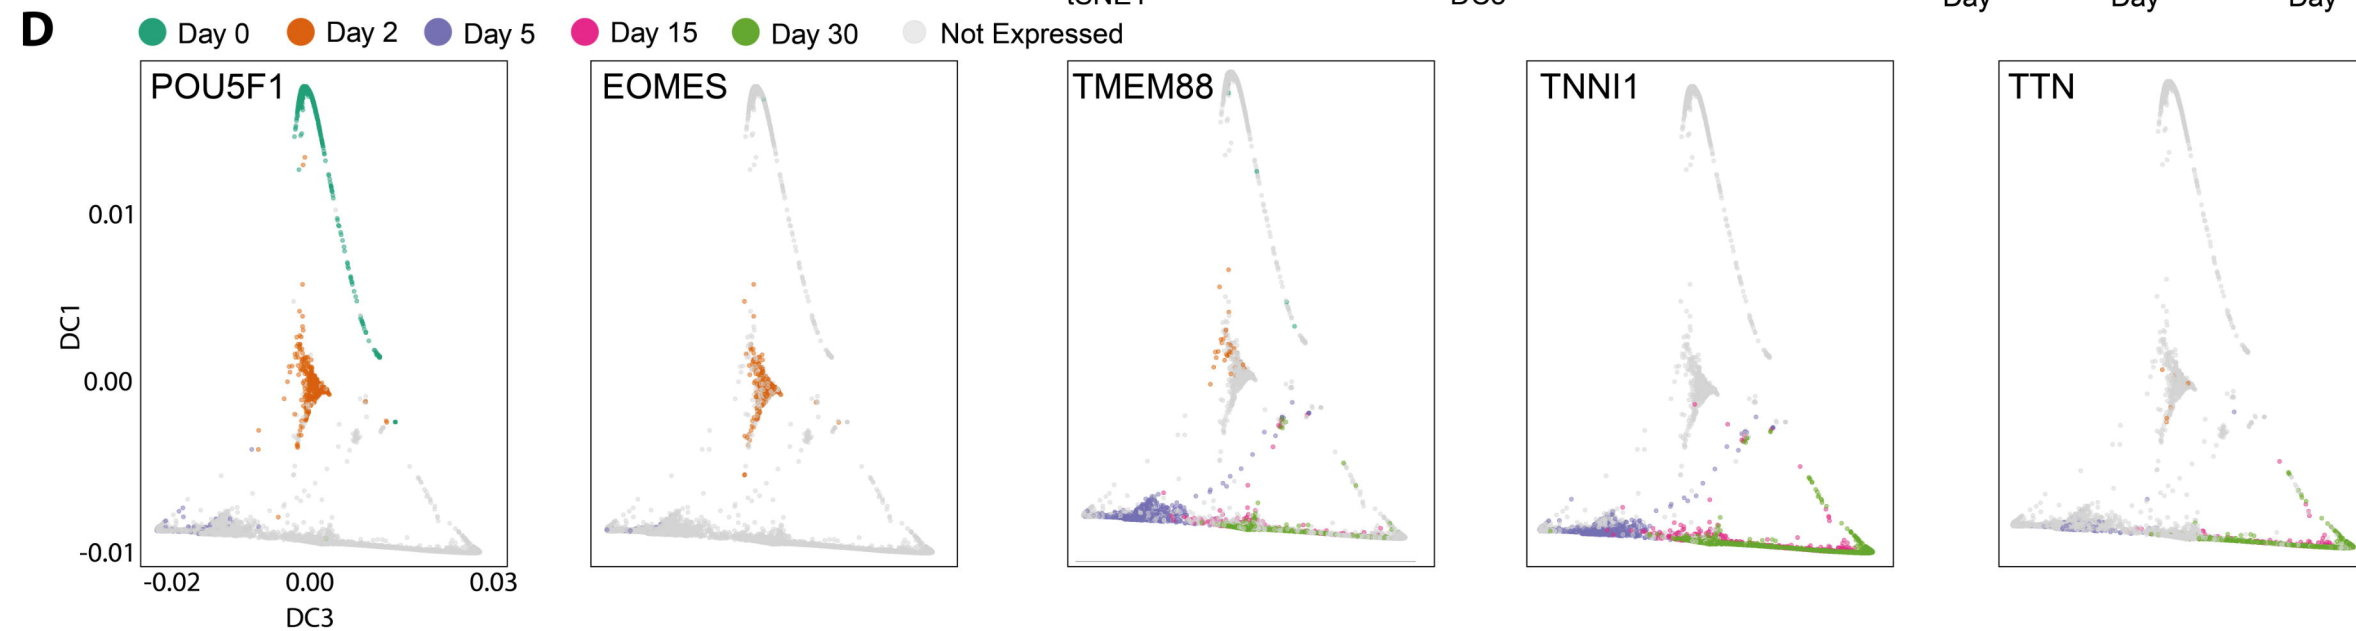 D
Day 0 Day 2 Day 5 Day 15 Day 30 Not Expressed
POU5F1 EOMES TMEM88 TNNI1 TTN
DC1
0.01
0.00
-0.01
-0.02 0.00 0.03
DC3